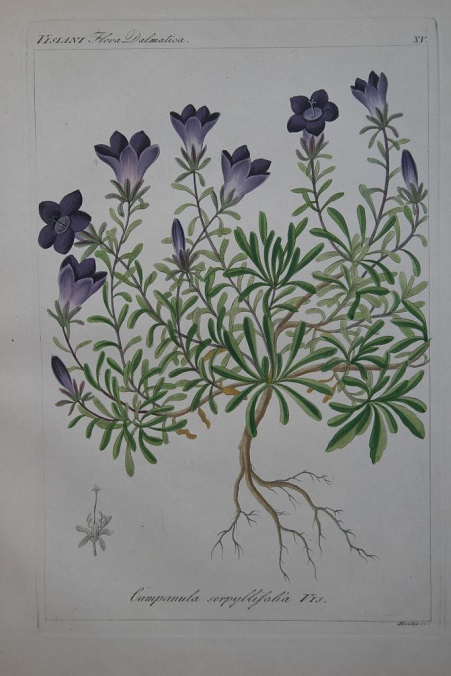 VISIANI Flora Dalmatica.
XV.
Campanula serpyllifolia Vis.